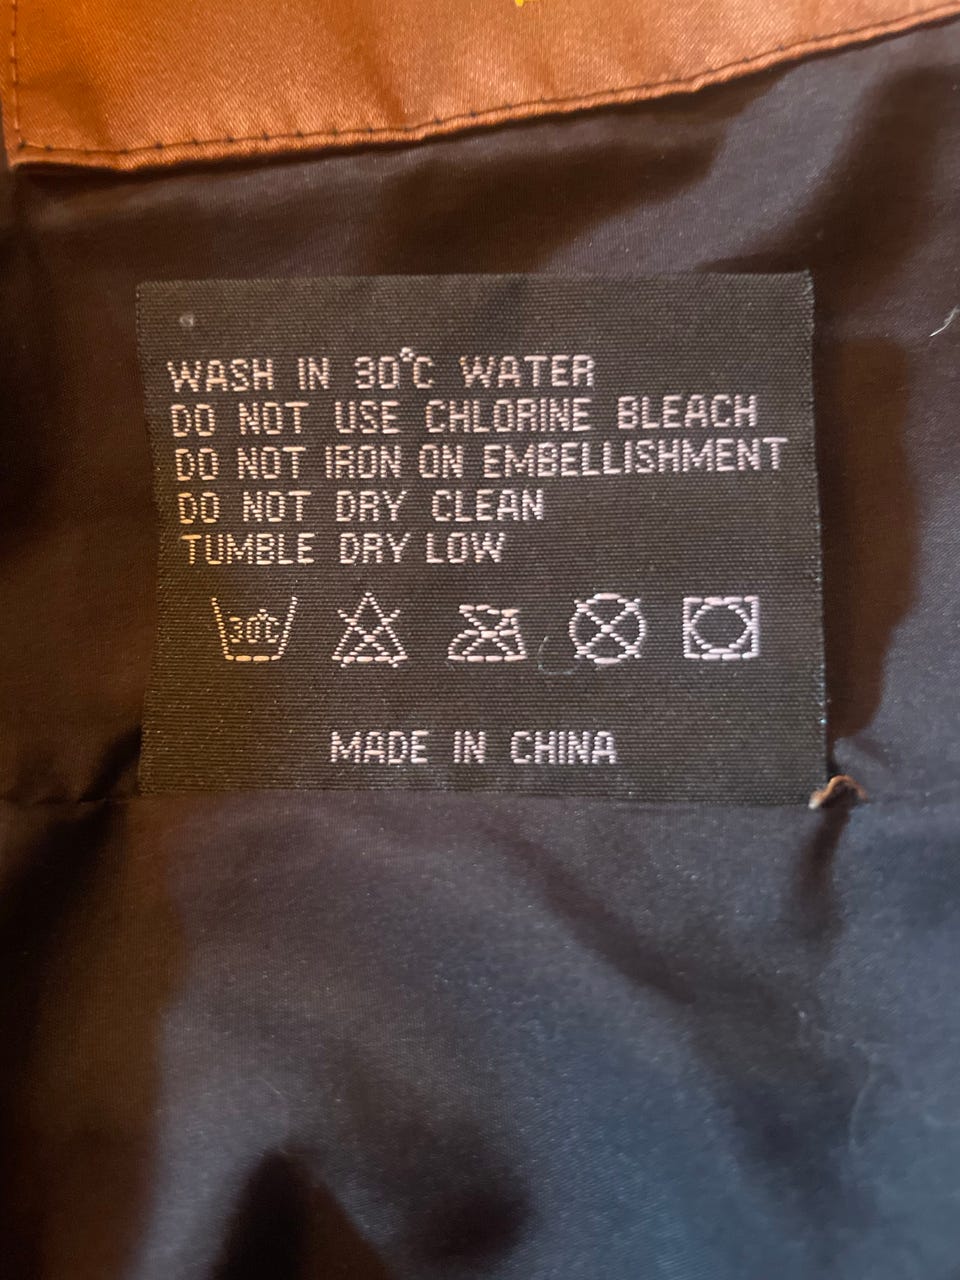 WASH IN 30°C WATER
DO NOT USE CHLORINE BLEACH
DO NOT IRON ON EMBELLISHMENT
DO NOT DRY CLEAN
TUMBLE DRY LOW
30°C
MADE IN CHINA